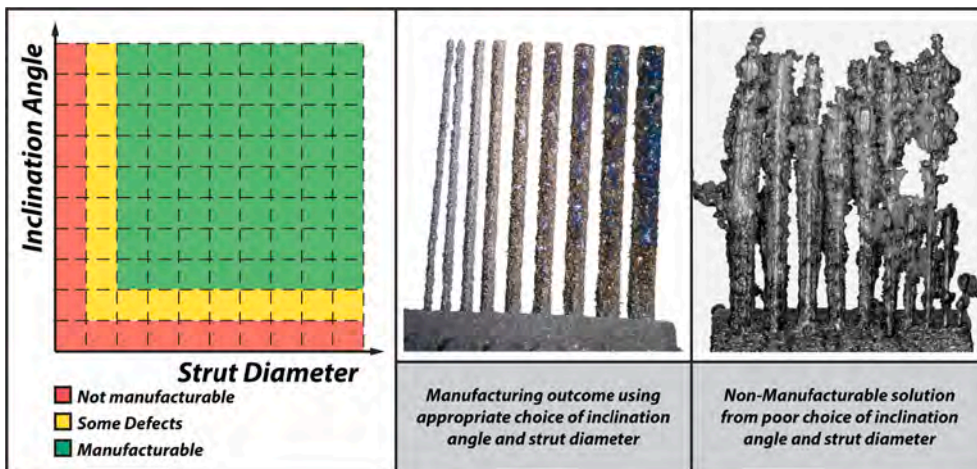 Inclination Angle
Strut Diameter
Not manufacturable
Some Defects
Manufacturable
Manufacturing outcome using
appropriate choice of inclination
angle and strut diameter
Non-Manufacturable solution
from poor choice of inclination
angle and strut diameter